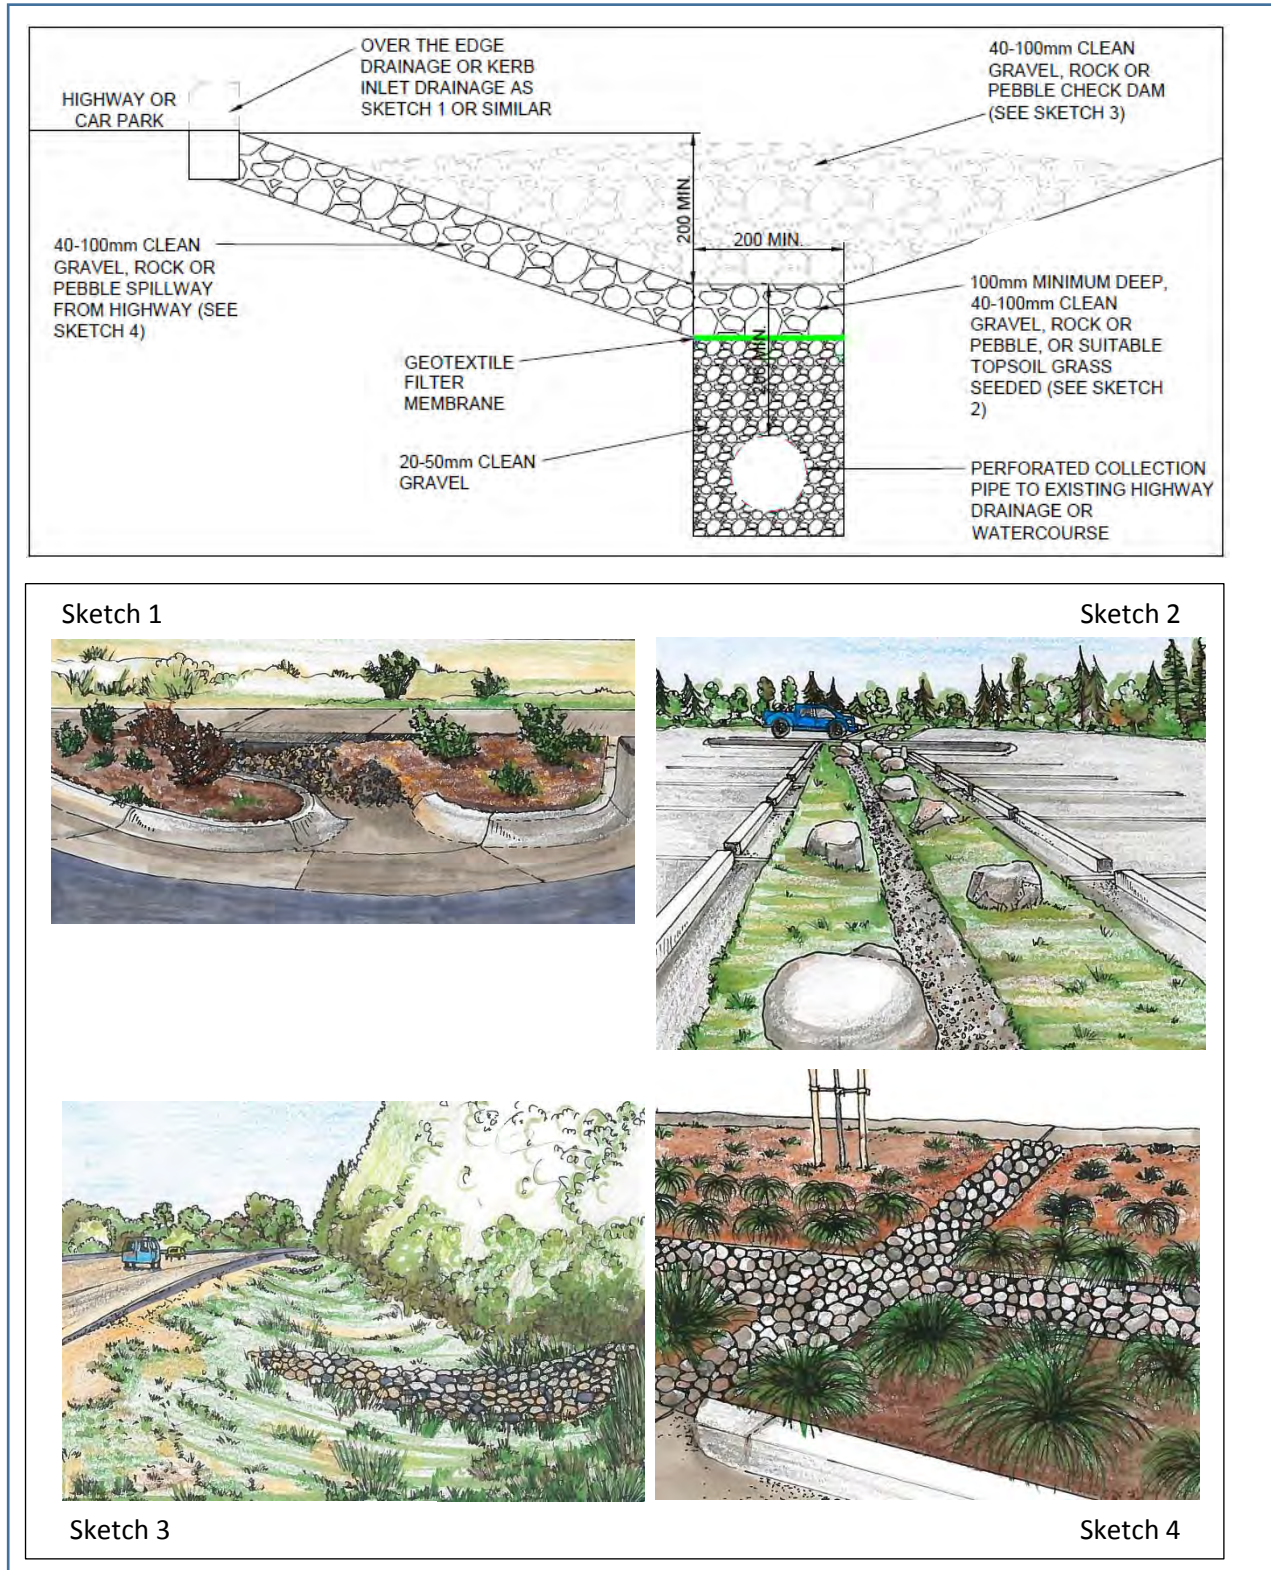 OVER THE EDGE
DRAINAGE OR KERB
INLET DRAINAGE AS
SKETCH 1 OR SIMILAR
40-100mm CLEAN
GRAVEL, ROCK OR
PEBBLE CHECK DAM
(SEE SKETCH 3)
HIGHWAY OR
CAR PARK
200 MIN.
200 MIN.
40-100mm CLEAN
GRAVEL, ROCK OR
PEBBLE SPILLWAY
FROM HIGHWAY (SEE
SKETCH 4)
100mm MINIMUM DEEP,
40-100mm CLEAN
GRAVEL, ROCK OR
PEBBLE, OR SUITABLE
TOPSOIL GRASS
SEEDED (SEE SKETCH
2)
200 MIN.
GEOTEXTILE
FILTER
MEMBRANE
20-50mm CLEAN
GRAVEL
PERFORATED COLLECTION
PIPE TO EXISTING HIGHWAY
DRAINAGE OR
WATERCOURSE
Sketch 1
Sketch 2
Sketch 3
Sketch 4